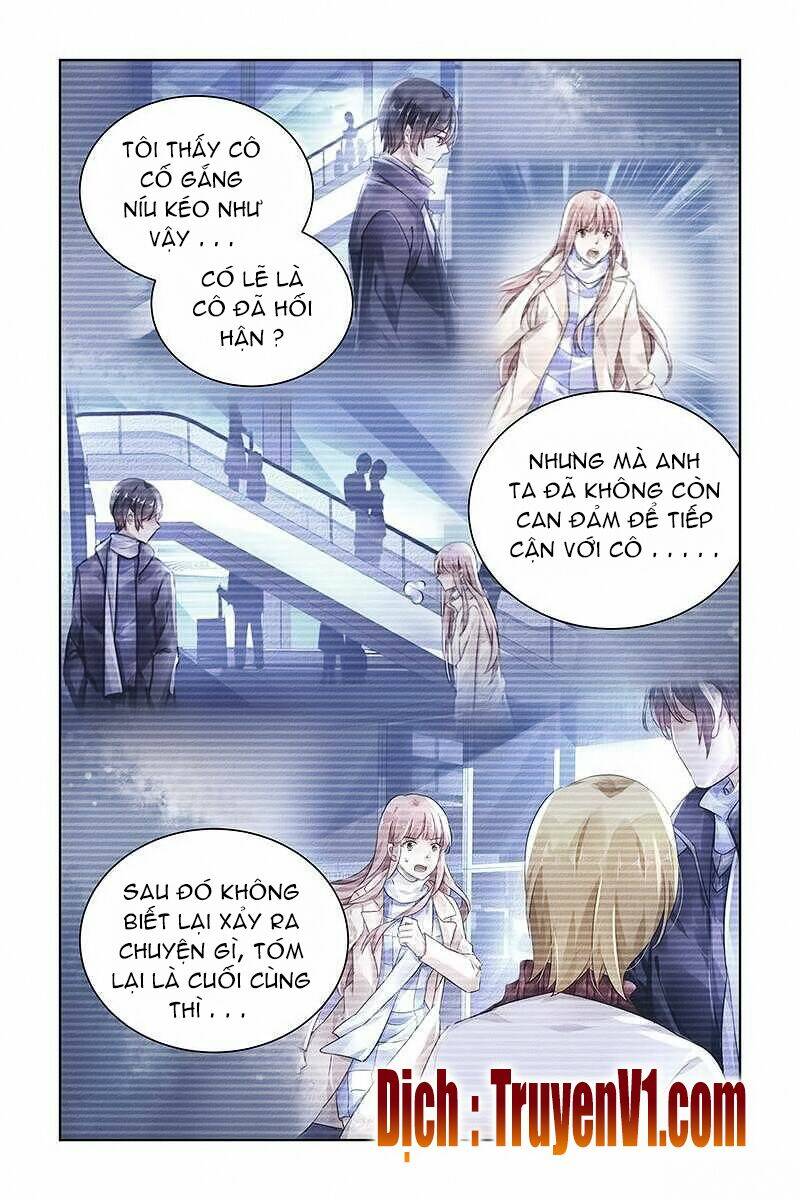 TÔI THẤY CÔ
CỐ GẮNG
NÍU KÉO NHƯ
VẬY . . .
CÓ LẼ LÀ
CÔ ĐÃ HỐI
HẬN ?
NHƯNG MÀ ANH
TA ĐÃ KHÔNG CÒN
CAN ĐẢM ĐỂ TIẾP
CẬN VỚI CÔ . . . . .
SAU ĐÓ KHÔNG
BIẾT LẠI XẢY RA
CHUYỆN GÌ, TÓM
LẠI LÀ CUỐI CÙNG
THÌ . . .
Dịch : TruyenV1.com